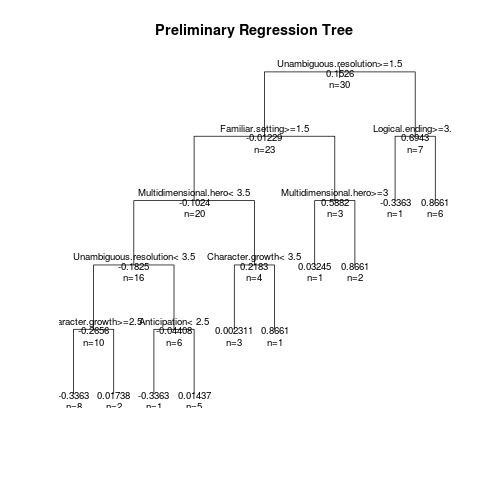 Preliminary Regression Tree
Unambiguous.resolution>=1.5
0.1526
n=30
Familiar.setting>=1.5
-0.01229
n=23
Logical.ending>=3.
0.6943
n=7
Multidimensional.hero< 3.5
-0.1024
n=20
Multidimensional.hero>=3
0.5882
n=3
-0.3363
n=1
0.8661
n=6
Unambiguous.resolution< 3.5
-0.1825
n=16
Character.growth< 3.5
0.2183
n=4
0.03245
n=1
0.8661
n=2
aracter.growth>=2.5
-0.2656
n=10
Anticipation< 2.5
-0.04408
n=6
0.002311
n=3
0.8661
n=1
-0.3363
n=8
0.01738
n=2
-0.3363
n=1
0.01437
n=5